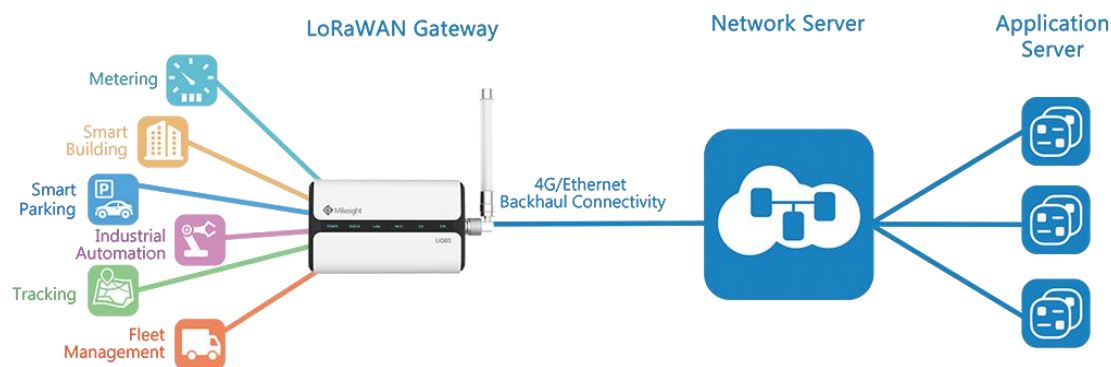 LoRaWAN Gateway
Network Server
Application
Server
Metering
Smart
Building
Smart
Parking
Industrial
Automation
Tracking
Fleet
Management
Milesight
UG65
4G/Ethernet
Backhaul Connectivity
P